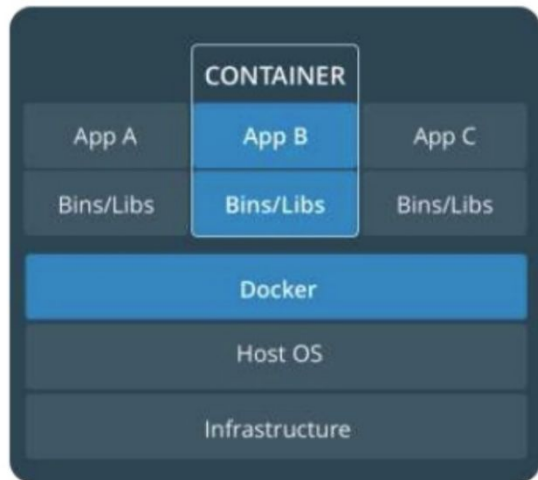 CONTAINER
App A App B App C
Bins/Libs Bins/Libs Bins/Libs
Docker
Host OS
Infrastructure